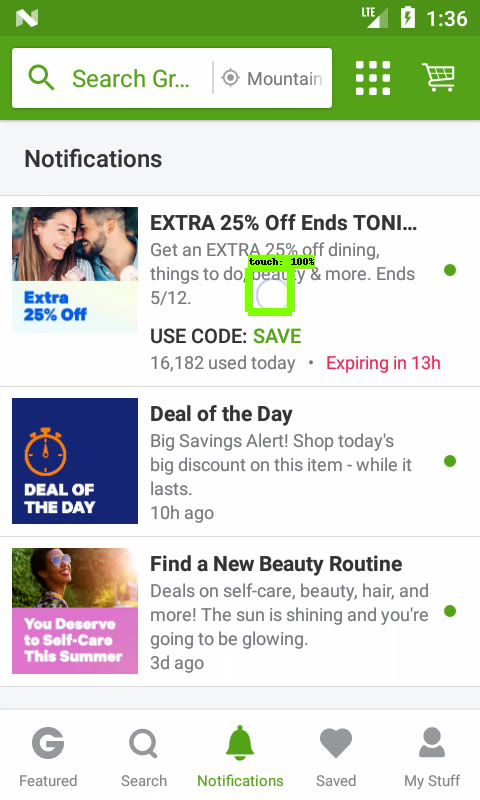 LTE
1:36
Search Gr...
Mountain
Notifications
EXTRA 25% Off Ends TONI...
Get an EXTRA 25% off dining,
touch: 100%
things to do, beauty & more. Ends
5/12.
Extra
25% Off
USE CODE: SAVE
16,182 used today • Expiring in 13h
Deal of the Day
Big Savings Alert! Shop today's
big discount on this item - while it
lasts.
10h ago
DEAL OF
THE DAY
Find a New Beauty Routine
Deals on self-care, beauty, hair, and
more! The sun is shining and you're
going to be glowing.
3d ago
You Deserve
to Self-Care
This Summer
G
Featured
Search
Notifications
Saved
My Stuff